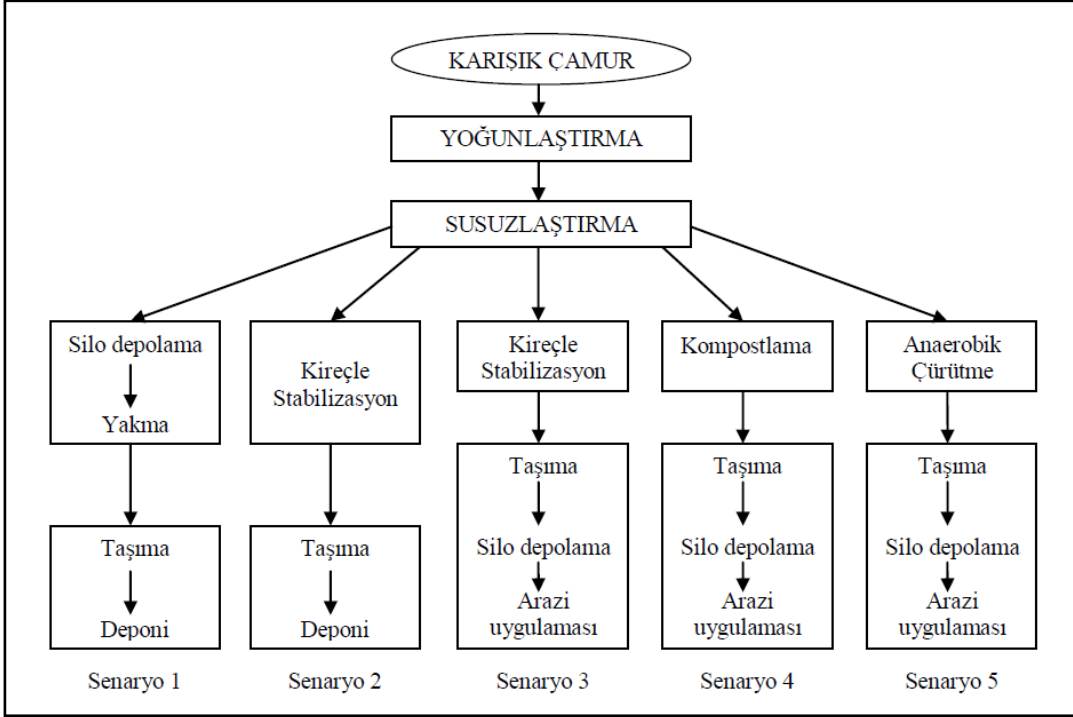 KARIŞIK ÇAMUR
YOĞUNLAŞTIRMA
SUSUZLAŞTIRMA
Silo depolama
Yakma
Taşıma
Deponi
Senaryo 1
Kireçle
Stabilizasyon
Taşıma
Deponi
Senaryo 2
Kireçle
Stabilizasyon
Taşıma
Silo depolama
Arazi
uygulaması
Senaryo 3
Kompostlama
Taşıma
Silo depolama
Arazi
uygulaması
Senaryo 4
Anaerobik
Çürütme
Taşıma
Silo depolama
Arazi
uygulaması
Senaryo 5